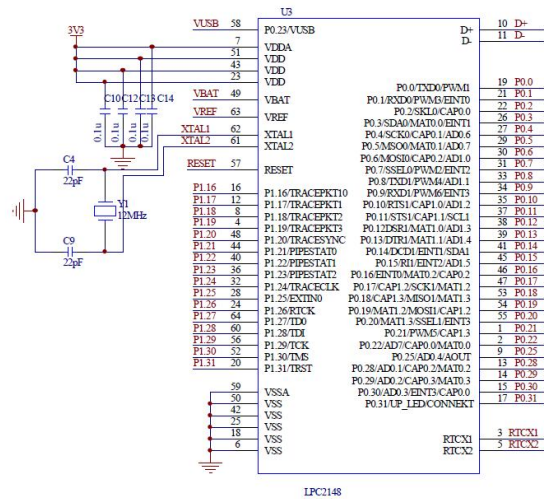 U3
VUSB 58 P0.23/VUSB D+ 10 D+
3V3 7 VDDA D- 11 D-
51 VDD
43 VDD
23 VDD P0.0/TXD0/PWM1 19 P0.0
C10 C12 C13 C14
0.1u 0.1u 0.1u 0.1u
VBAT 49 VBAT P0.1/RXD0/PWM3/EINT0 21 P0.1
P0.2/SKL0/CAP0.0 22 P0.2
VREF 63 VREF P0.3/SDA0/MAT0.0/EINT1 26 P0.3
XTAL1 62 XTAL1 P0.4/SCK0/CAP0.1/AD0.6 27 P0.4
XTAL2 61 XTAL2 P0.5/MSO0/MAT0.1/AD0.7 29 P0.5
P0.6/MOSI0/CAP0.2/AD1.0 30 P0.6
C4 RESET 57 RESET P0.7/SSEL0/PWM2/EINT2 31 P0.7
22pF P0.8/TXD1/PWM4/AD1.1 33 P0.8
P1.16 16 P1.16/TRACEPKT10 P0.9/RXD1/PWM6/EINT3 34 P0.9
Y1 P1.17 12 P1.17/TRACEPKT1 P0.10/RTS1/CAP1.0/AD1.2 35 P0.10
12MHz P1.18 8 P1.18/TRACEPKT2 P0.11/STS1/CAP1.1/SCL1 37 P0.11
P1.19 4 P1.19/TRACEPKT3 P0.12DSR1/MAT1.0/AD1.3 38 P0.12
C9 P1.20 48 P1.20/TRACESYNC P0.13/DTR1/MAT1.1/AD1.4 39 P0.13
22pF P1.21 44 P1.21/PIPESTAT0 P0.14/DCD1/EINT1/SDA1 41 P0.14
P1.22 40 P1.22/PIPESTAT1 P0.15/RI1/EINT2/AD1.5 45 P0.15
P1.23 36 P1.23/PIPESTAT2 P0.16/EINT0/MAT0.2/CAP0.2 46 P0.16
P1.24 32 P1.24/TRACECLK P0.17/CAP1.2/SCK1/MAT1.2 47 P0.17
P1.25 28 P1.25/EXTIN0 P0.18/CAP1.3/MISO1/MAT1.3 53 P0.18
P1.26 24 P1.26/RTCK P0.19/MAT1.2/MOSI1/CAP1.2 54 P0.19
P1.27 64 P1.27/TD0 P0.20/MAT1.3/SSEL1/EINT3 55 P0.20
P1.28 60 P1.28/TDI P0.21/PWM5/CAP1.3 1 P0.21
P1.29 56 P1.29/TCK P0.22/AD7/CAP0.0/MAT0.0 2 P0.22
P1.30 52 P1.30/TMS P0.25/AD0.4/AOUT 9 P0.25
P1.31 20 P1.31/TRST P0.28/AD0.1/CAP0.2/MAT0.2 13 P0.28
P0.29/AD0.2/CAP0.3/MAT0.3 14 P0.29
59 VSSA P0.30/AD0.3/EINT3/CAP0.0 15 P0.30
50 VSS P0.31/UP_LED/CONNEKT 17 P0.31
42 VSS
25 VSS
18 VSS RTCX1 3 RTCX1
6 VSS RTCX2 5 RTCX2
LPC2148